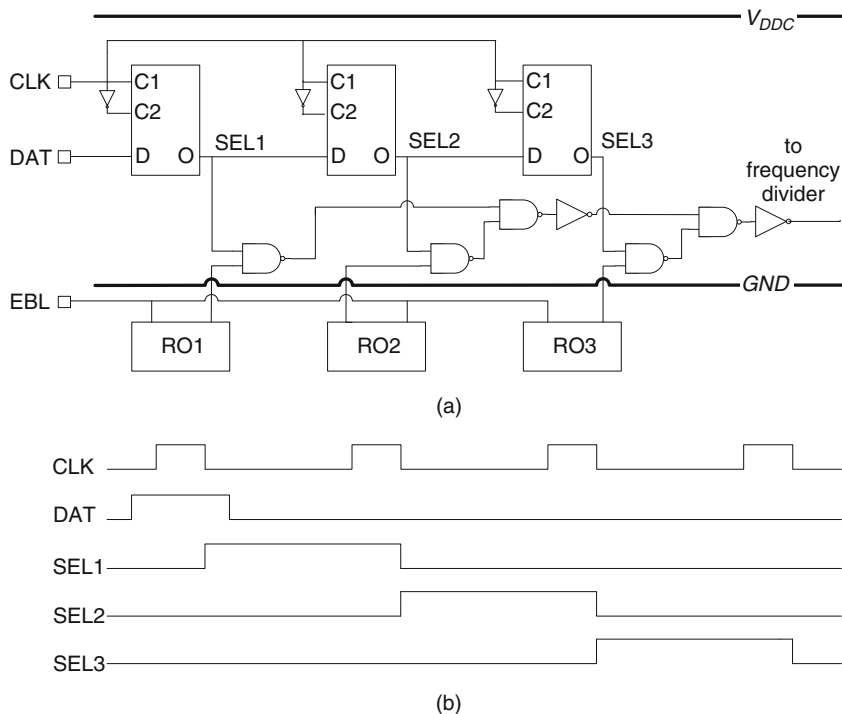 V_DDC
CLK
C1
C2
C1
C2
C1
C2
DAT
D O
SEL1
D O
SEL2
D O
SEL3
to
frequency
divider
GND
EBL
RO1
RO2
RO3
(a)
CLK
DAT
SEL1
SEL2
SEL3
(b)